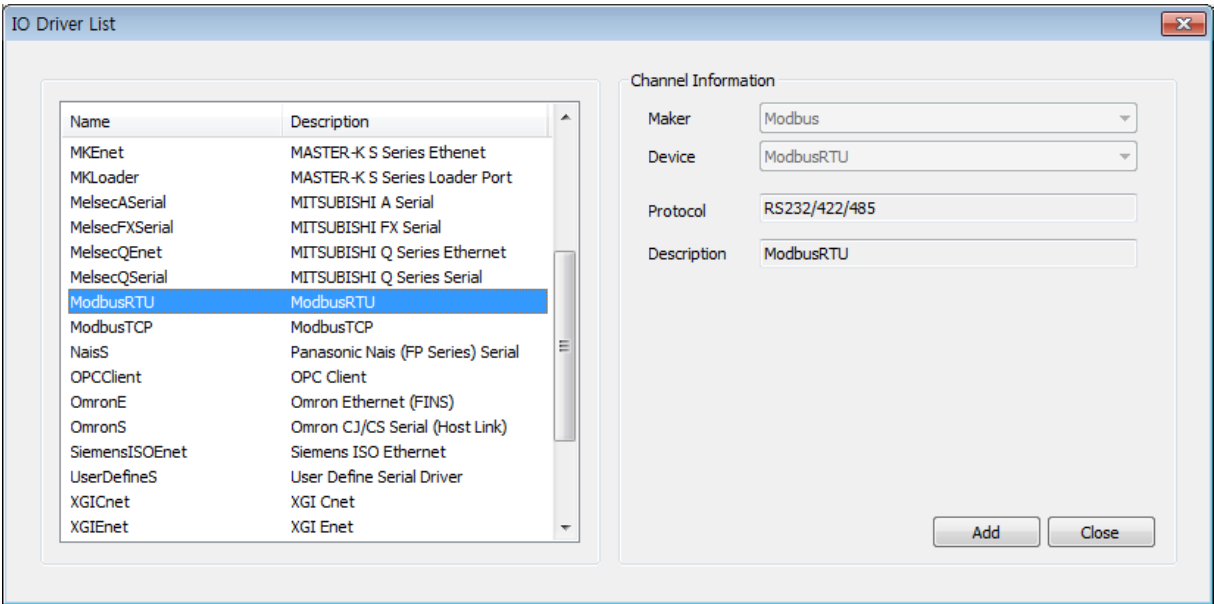 IO Driver List
Name Description
MKEnet MASTER-K S Series Ethenet
MKLoader MASTER-K S Series Loader Port
MelsecASerial MITSUBISHI A Serial
MelsecFXSerial MITSUBISHI FX Serial
MelsecQEnet MITSUBISHI Q Series Ethernet
MelsecQSerial MITSUBISHI Q Series Serial
ModbusRTU ModbusRTU
ModbusTCP ModbusTCP
NaisS Panasonic Nais (FP Series) Serial
OPCClient OPC Client
OmronE Omron Ethernet (FINS)
OmronS Omron CJ/CS Serial (Host Link)
SiemensISOEnet Siemens ISO Ethernet
UserDefineS User Define Serial Driver
XGICnet XGI Cnet
XGIEnet XGI Enet
Channel Information
Maker Modbus
Device ModbusRTU
Protocol RS232/422/485
Description ModbusRTU
Add Close